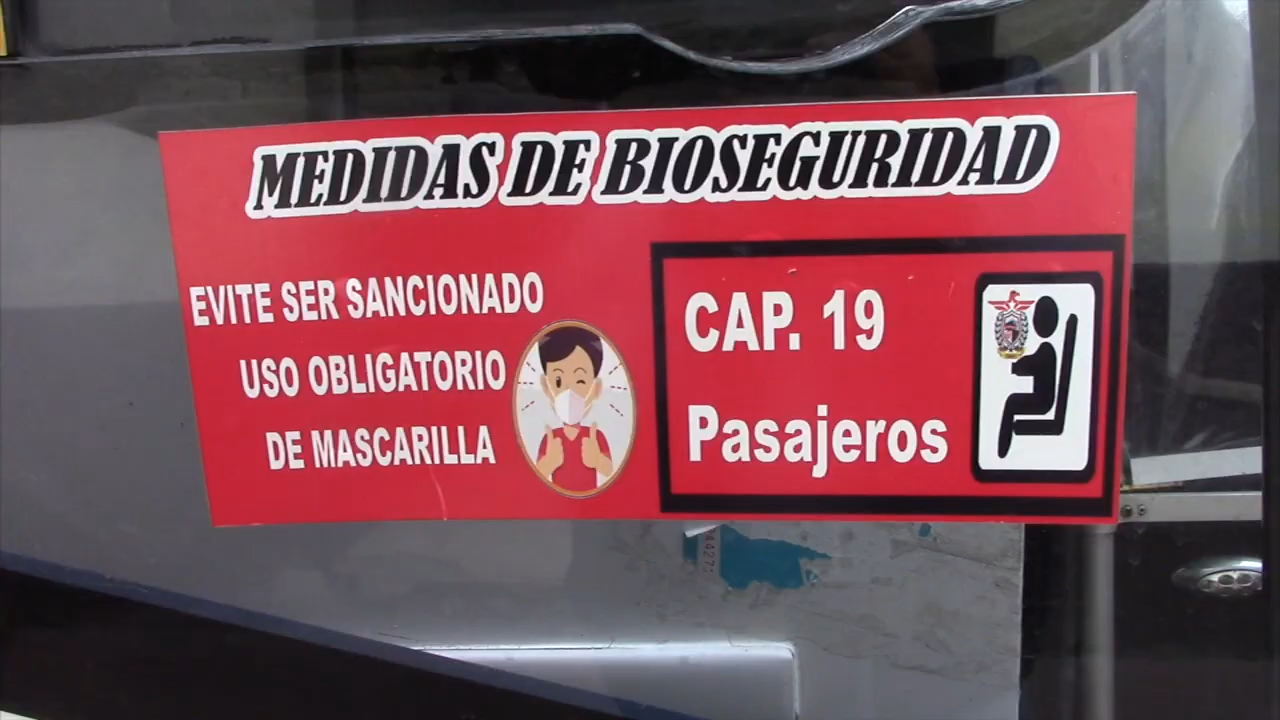 MEDIDAS DE BIOSEGURIDAD
EVITE SER SANCIONADO
USO OBLIGATORIO
DE MASCARILLA
CAP. 19
Pasajeros